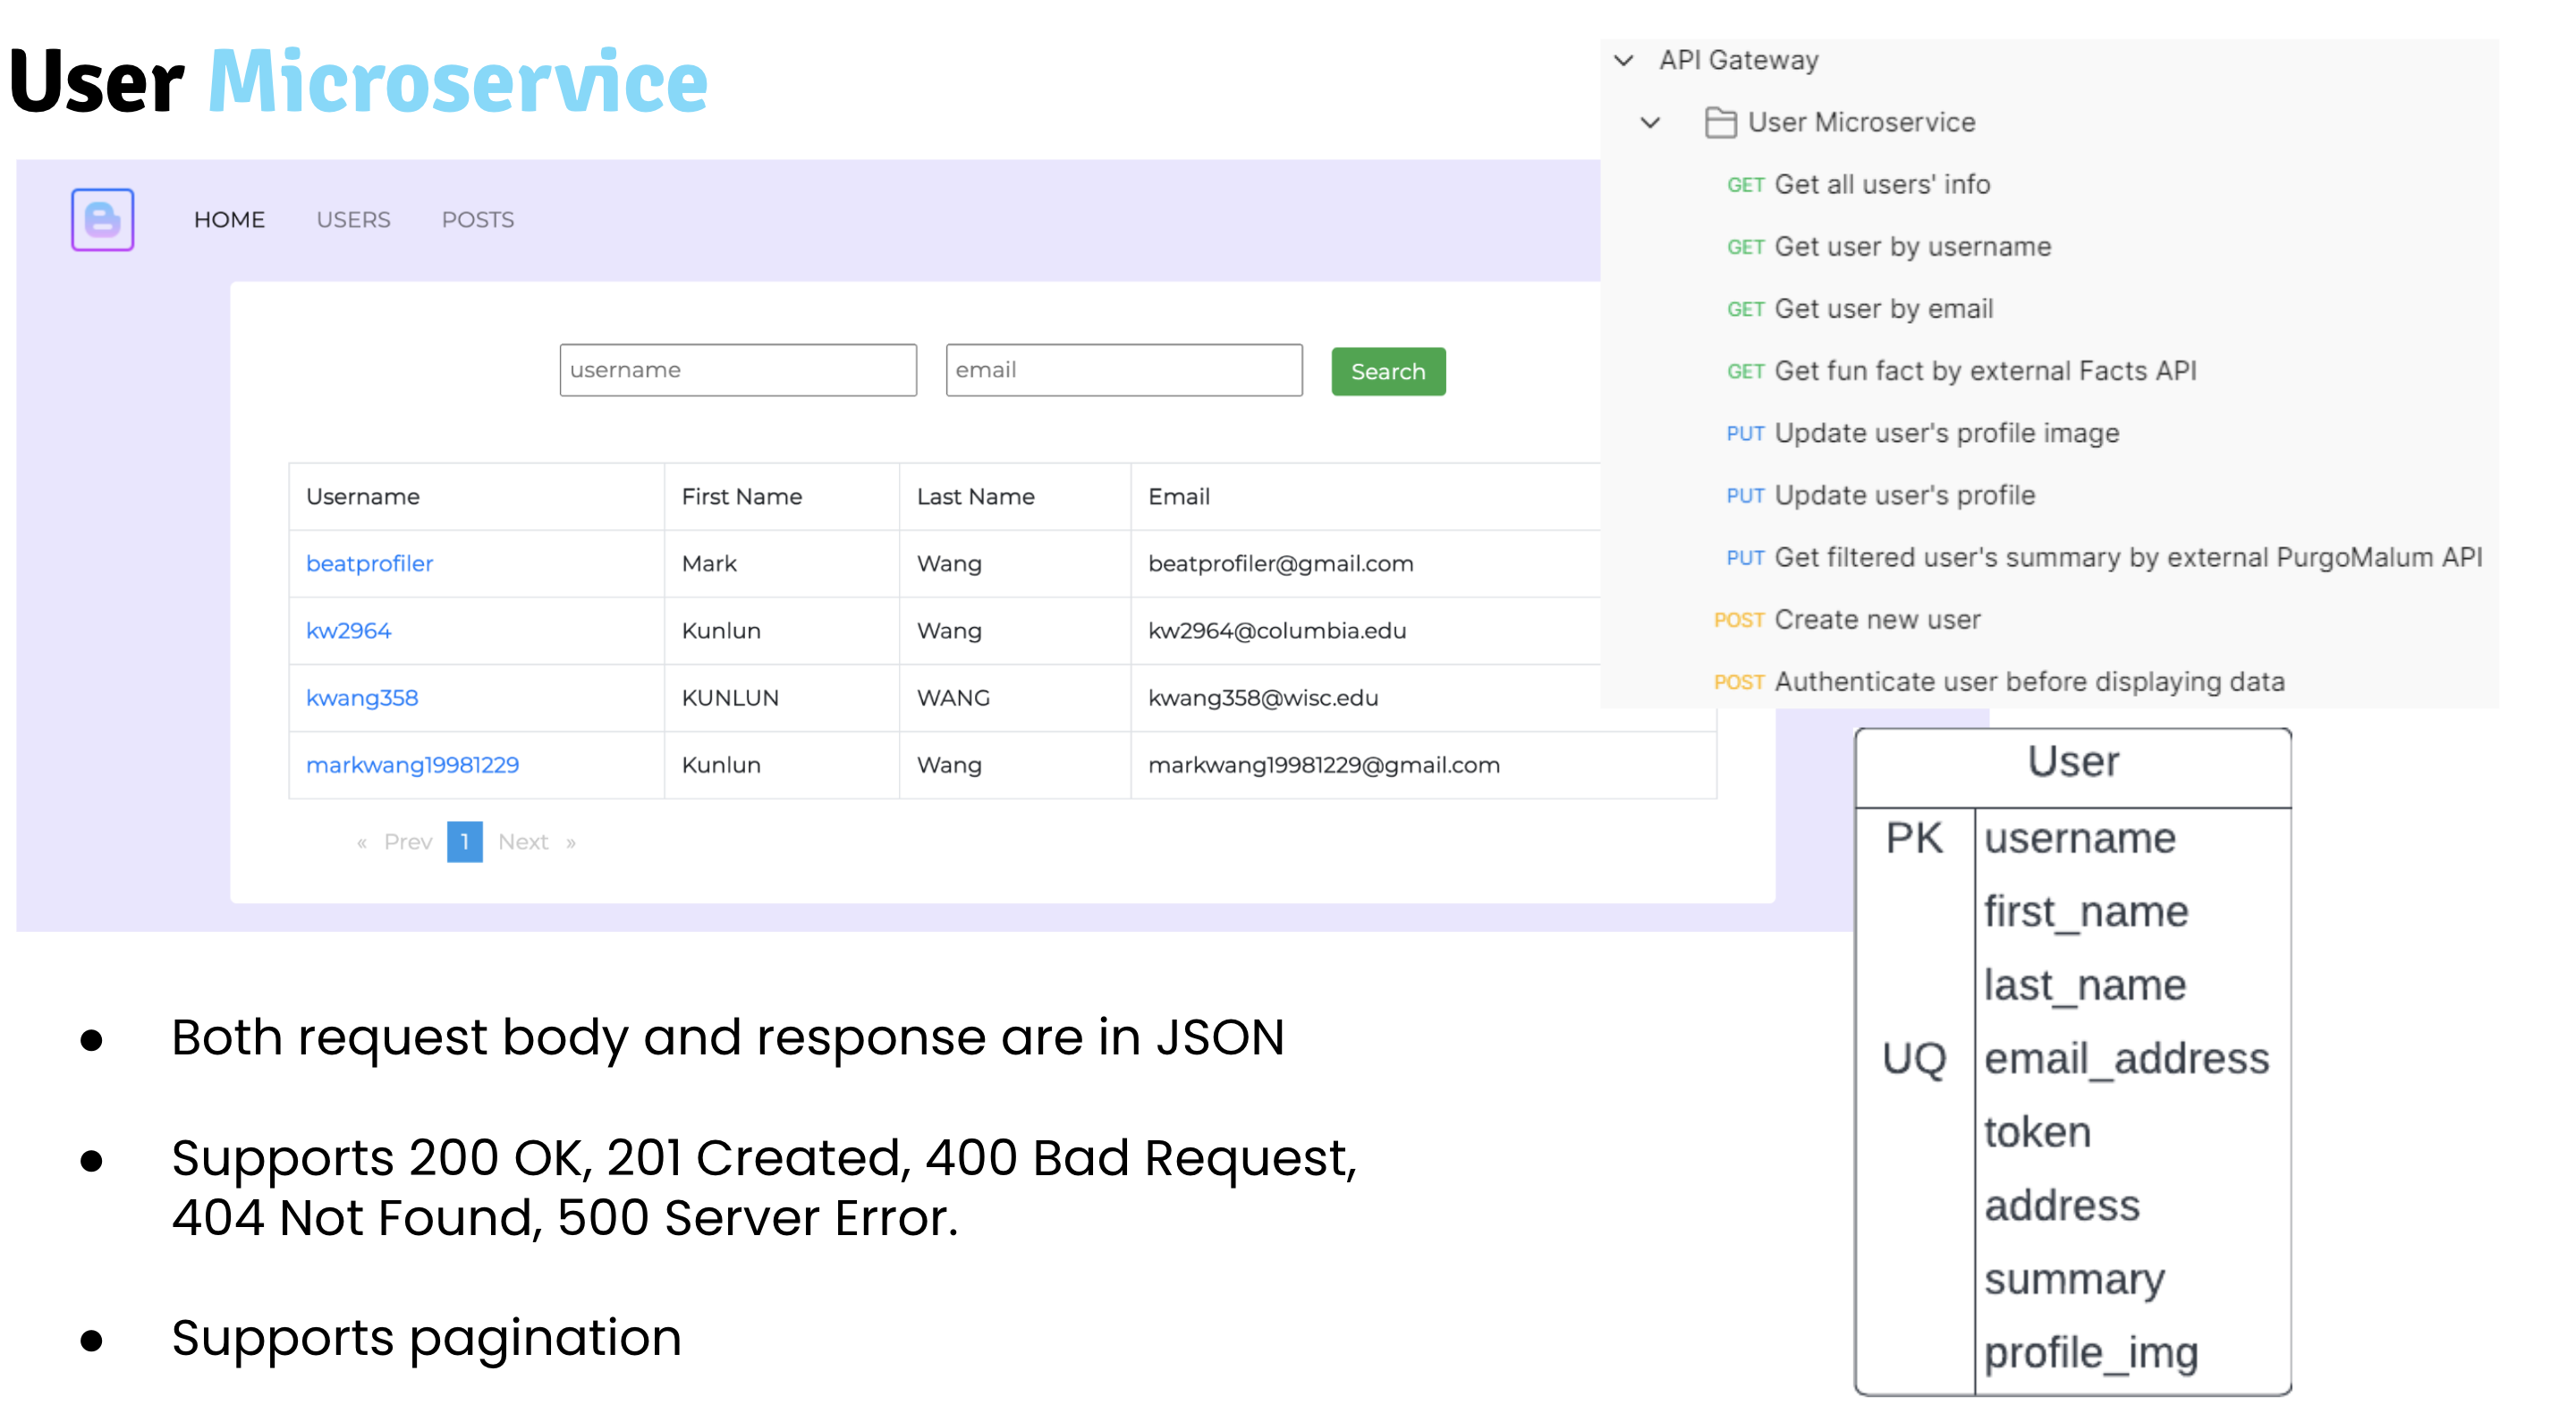 User Microservice
HOME USERS POSTS
username email Search
Username First Name Last Name Email
beatprofiler Mark Wang beatprofiler@gmail.com
kw2964 Kunlun Wang kw2964@columbia.edu
kwang358 KUNLUN WANG kwang358@wisc.edu
markwang19981229 Kunlun Wang markwang19981229@gmail.com
« Prev 1 Next »
API Gateway
User Microservice
GET Get all users' info
GET Get user by username
GET Get user by email
GET Get fun fact by external Facts API
PUT Update user's profile image
PUT Update user's profile
PUT Get filtered user's summary by external PurgoMalum API
POST Create new user
POST Authenticate user before displaying data
User
PK username
first_name
last_name
UQ email_address
token
address
summary
profile_img
● Both request body and response are in JSON
● Supports 200 OK, 201 Created, 400 Bad Request,
404 Not Found, 500 Server Error.
● Supports pagination